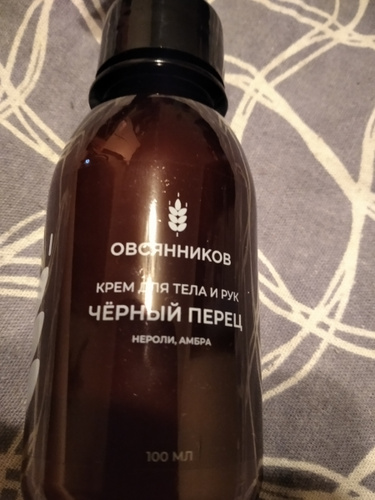 ОВСЯННИКОВ
КРЕМ ДЛЯ ТЕЛА И РУК
ЧЁРНЫЙ ПЕРЕЦ
НЕРОЛИ, АМБРА
100 МЛ